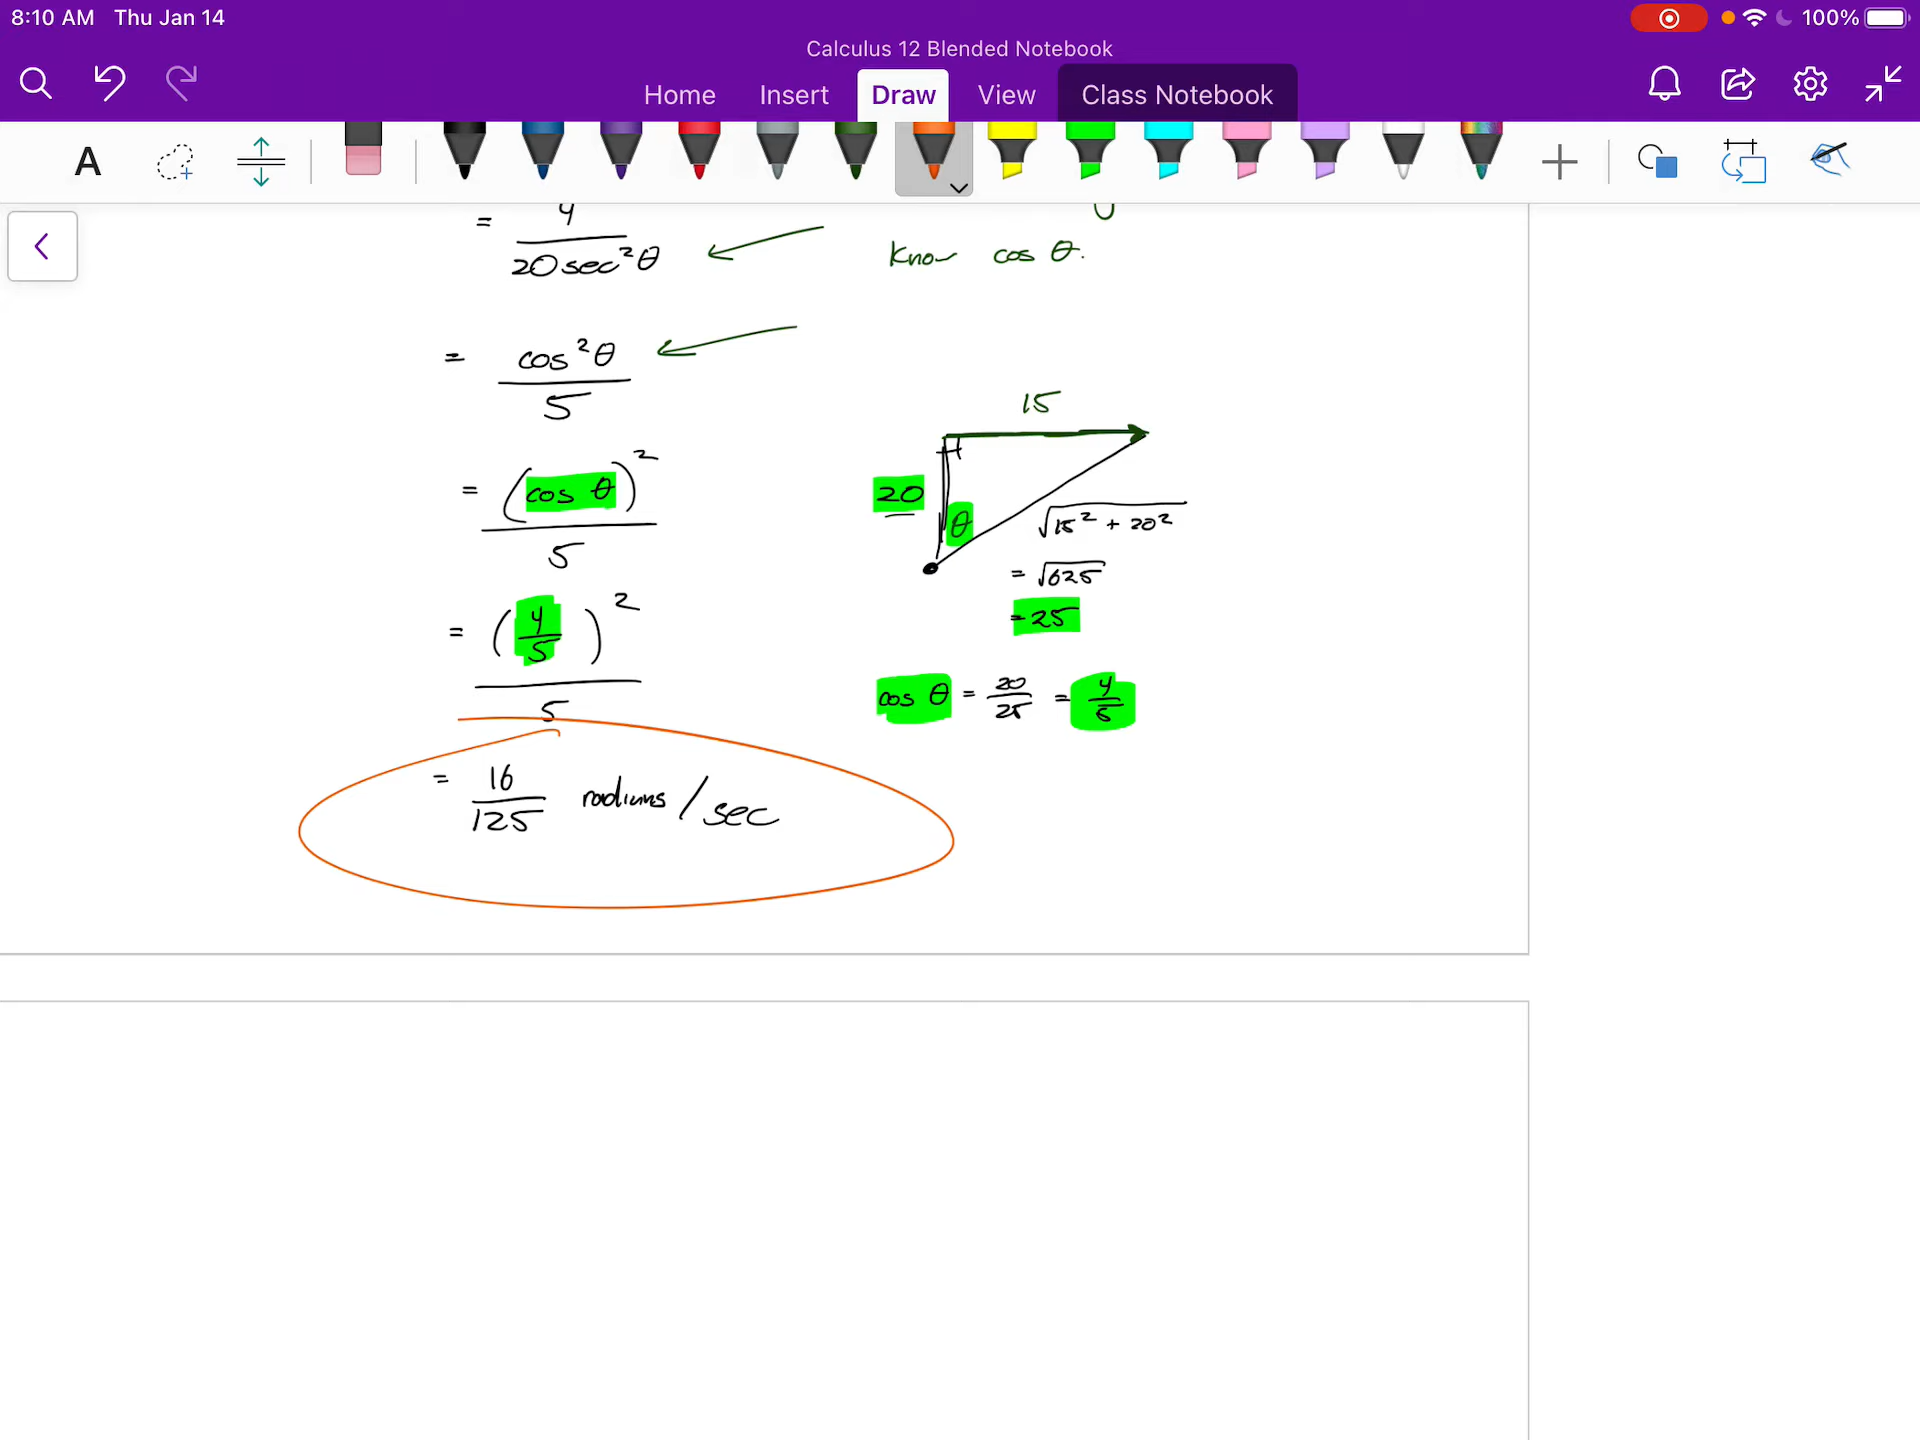 8:10 AM Thu Jan 14
100%
Calculus 12 Blended Notebook
Home Insert Draw View Class Notebook
A
= 4
20 sec²θ
Know cos θ.
= cos²θ
5
15
= (cos θ)²
5
20
θ
√15² + 20²
= √625
= 25
= (4/5)²
5
cos θ = 20/25 = 4/5
= 16/125 radians/sec